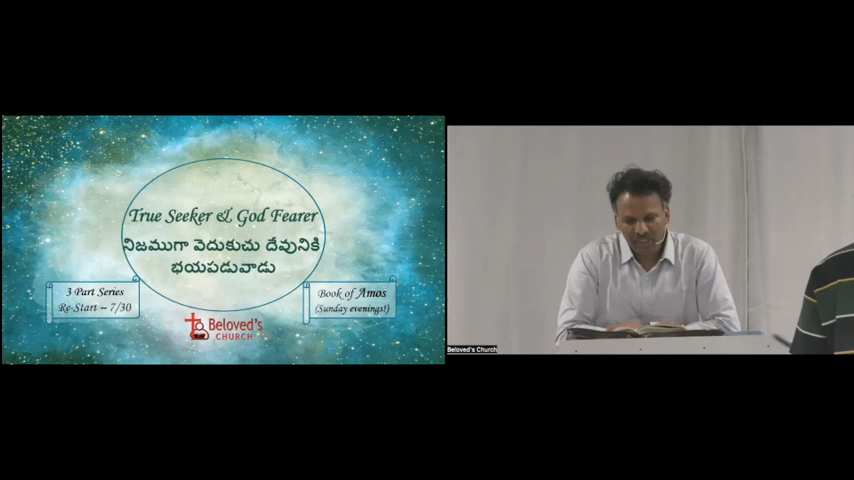 True Seeker & God Fearer
నిజముగా వెదుకుచు దేవునికి
భయపడువాడు
3 Part Series
Re-Start – 7/30
Book of Amos
(Sunday evenings!)
Beloved's
CHURCH
Beloved's Church